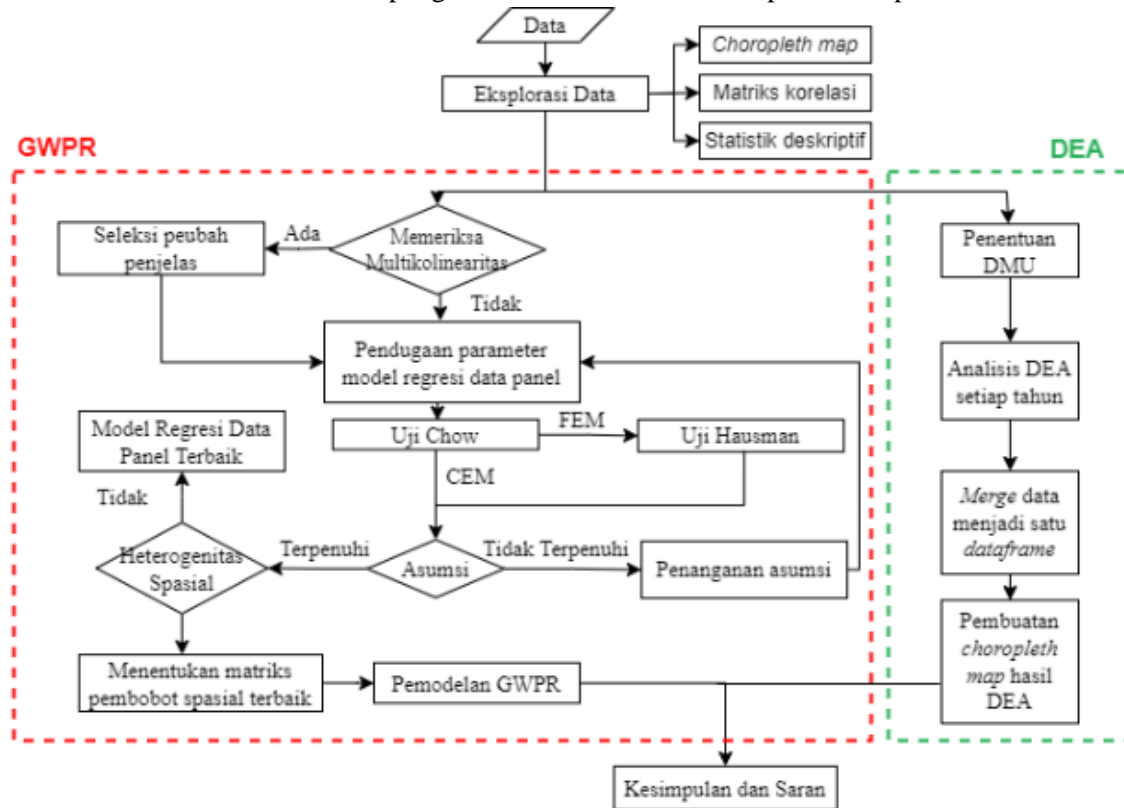 Data
Eksplorasi Data
Choropleth map
Matriks korelasi
Statistik deskriptif
GWPR
DEA
Seleksi peubah
penjelas
Ada
Memeriksa
Multikolinearitas
Tidak
Pendugaan parameter
model regresi data panel
Model Regresi Data
Panel Terbaik
Uji Chow
FEM
Uji Hausman
CEM
Tidak
Heterogenitas
Spasial
Terpenuhi
Asumsi
Tidak Terpenuhi
Penanganan asumsi
Menentukan matriks
pembobot spasial terbaik
Pemodelan GWPR
Penentuan
DMU
Analisis DEA
setiap tahun
Merge data
menjadi satu
dataframe
Pembuatan
choropleth
map hasil
DEA
Kesimpulan dan Saran